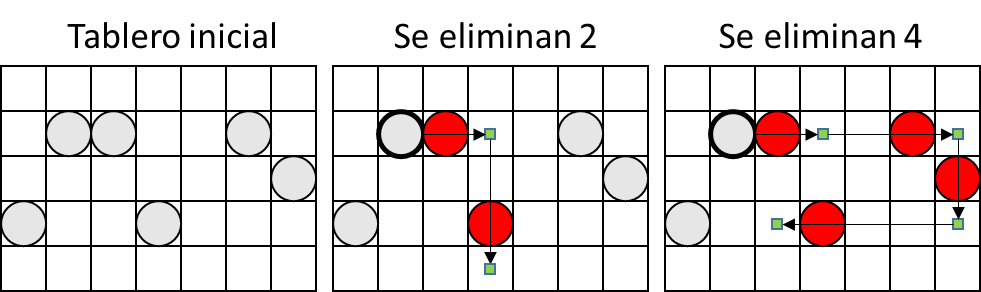 Tablero inicial
Se eliminan 2
Se eliminan 4